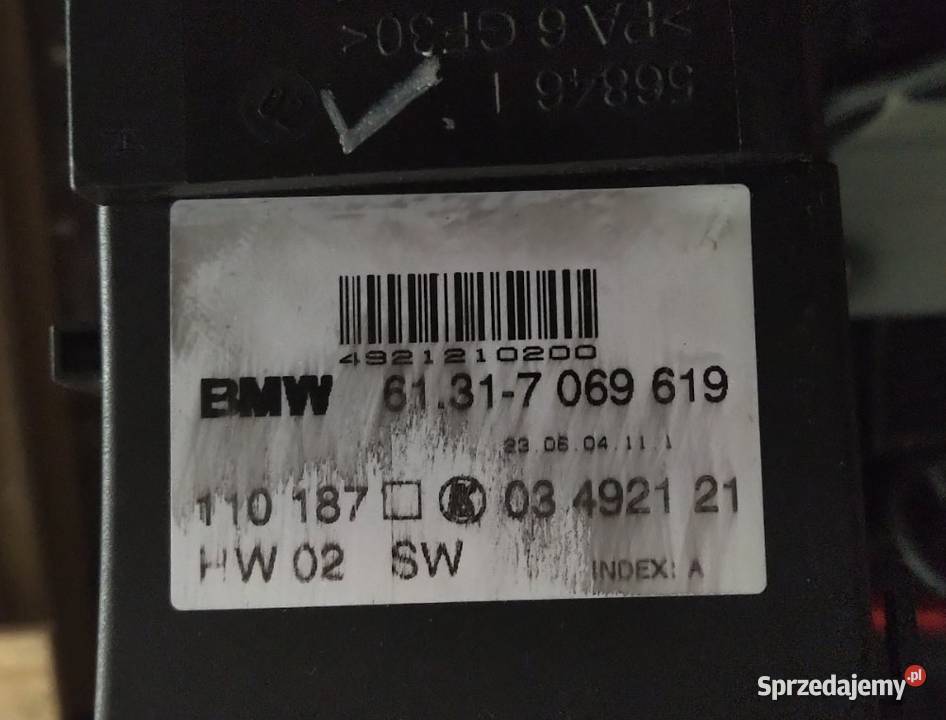 >PA 6 GF30<
56846 1
4921210200
BMW 61.31-7 069 619
23.06.04.11.1
110 187 K 03 4921 21
HW 02 SW
INDEX: A
Sprzedajemy.pl